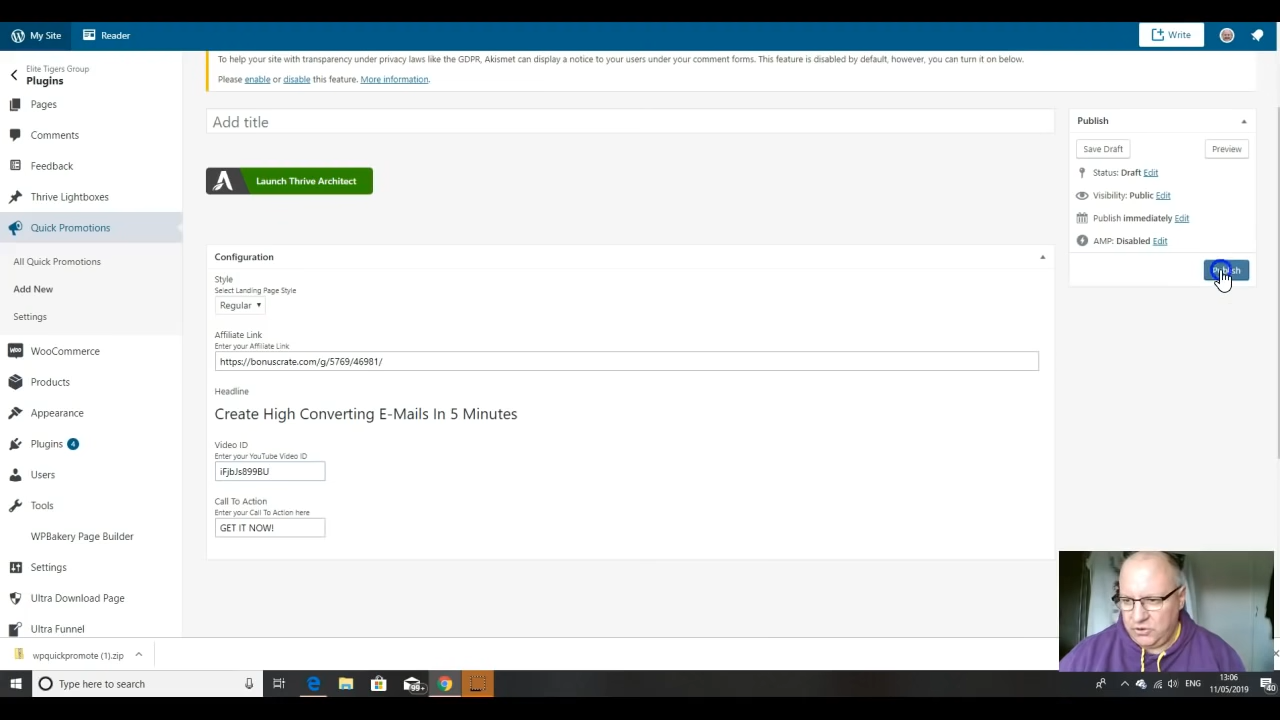 My Site
Reader
Write
Elite Tigers Group
Plugins
Pages
Comments
Feedback
Thrive Lightboxes
Quick Promotions
All Quick Promotions
Add New
Settings
WooCommerce
Products
Appearance
Plugins 4
Users
Tools
WPBakery Page Builder
Settings
Ultra Download Page
Ultra Funnel
To help your site with transparency under privacy laws like the GDPR, Akismet can display a notice to your users under your comment forms. This feature is disabled by default, however, you can turn it on below.
Please enable or disable this feature. More information.
Add title
Launch Thrive Architect
Configuration
Style
Select Landing Page Style
Regular
Affiliate Link
Enter your Affiliate Link
https://bonuscrate.com/g/5769/46981/
Headline
Create High Converting E-Mails In 5 Minutes
Video ID
Enter your YouTube Video ID
iFjbJs899BU
Call To Action
Enter your Call To Action here
GET IT NOW!
Publish
Save Draft
Preview
Status: Draft Edit
Visibility: Public Edit
Publish immediately Edit
AMP: Disabled Edit
Publish
wpquickpromote (1).zip
Type here to search
99+
ENG
13:06
11/05/2019
40